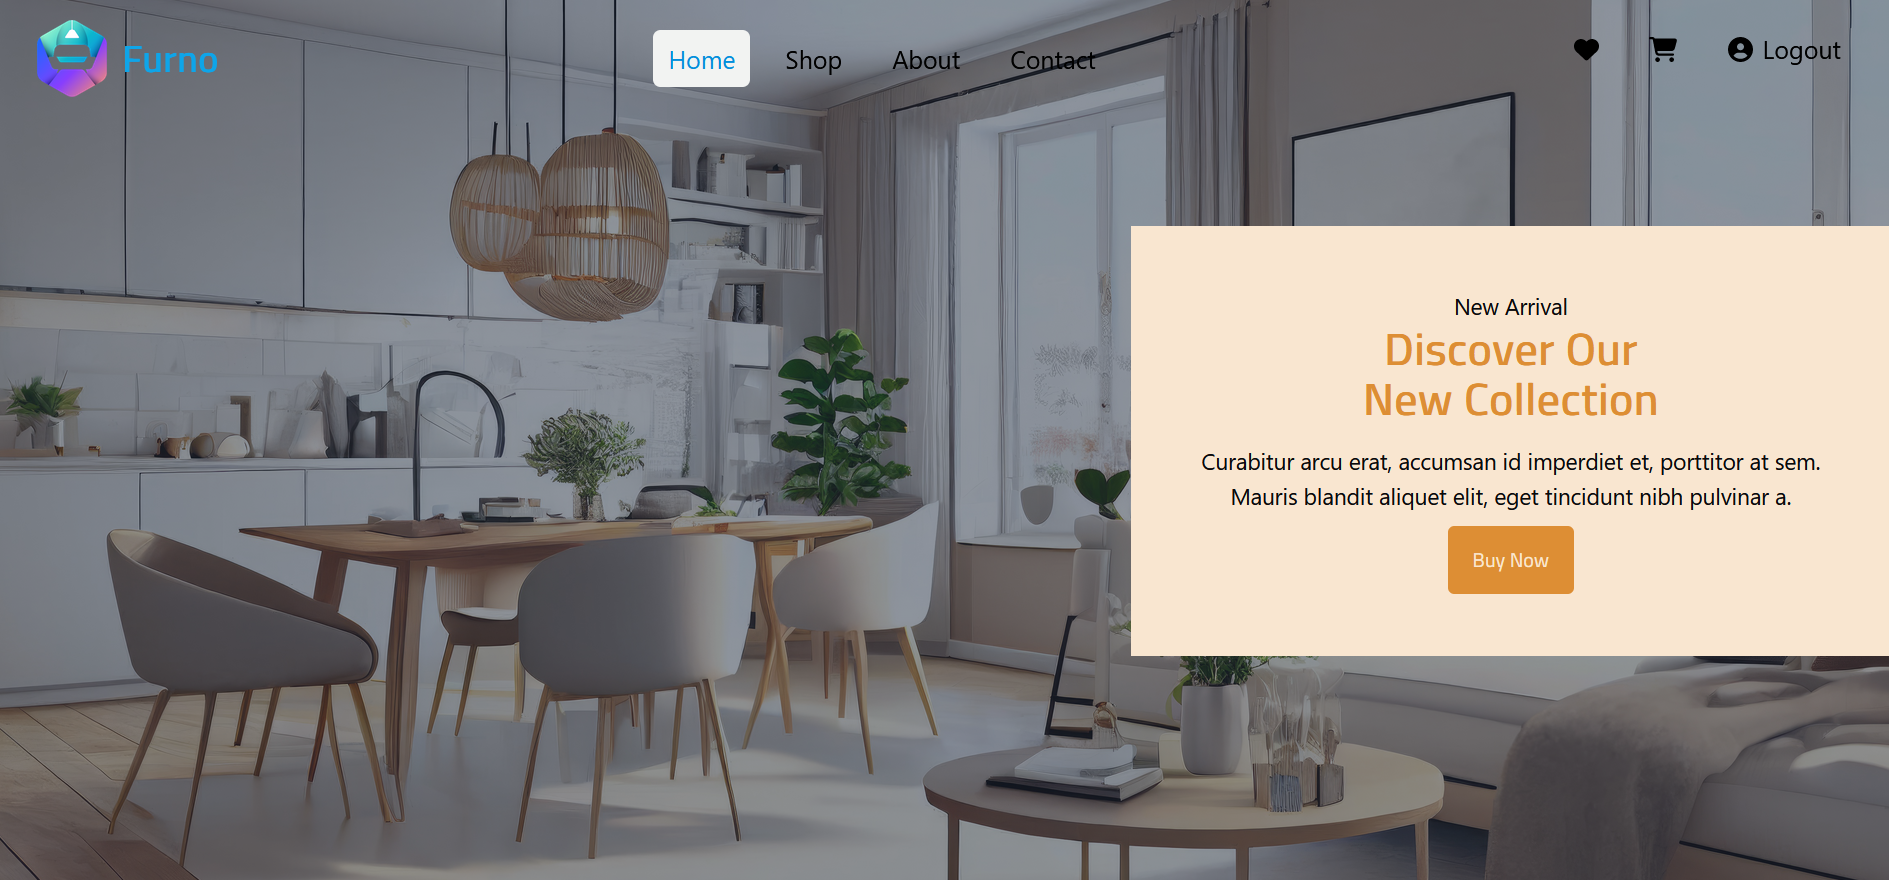 Furno
Home
Shop
About
Contact
Logout
New Arrival
Discover Our
New Collection
Curabitur arcu erat, accumsan id imperdiet et, porttitor at sem.
Mauris blandit aliquet elit, eget tincidunt nibh pulvinar a.
Buy Now